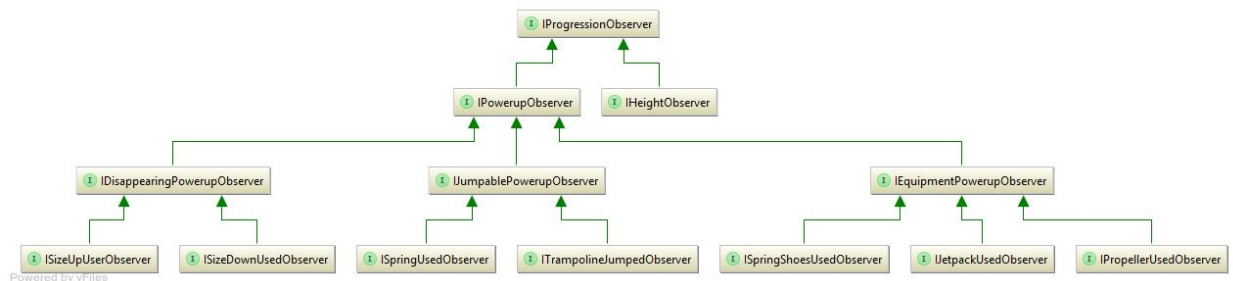 I IProgressionObserver
I IPowerupObserver I IHeightObserver
I IDisappearingPowerupObserver I IJumpablePowerupObserver I IEquipmentPowerupObserver
I ISizeUpUserObserver I ISizeDownUsedObserver I ISpringUsedObserver I ITrampolineJumpedObserver I ISpringShoesUsedObserver I IJetpackUsedObserver I IPropellerUsedObserver
Powered by yFiles